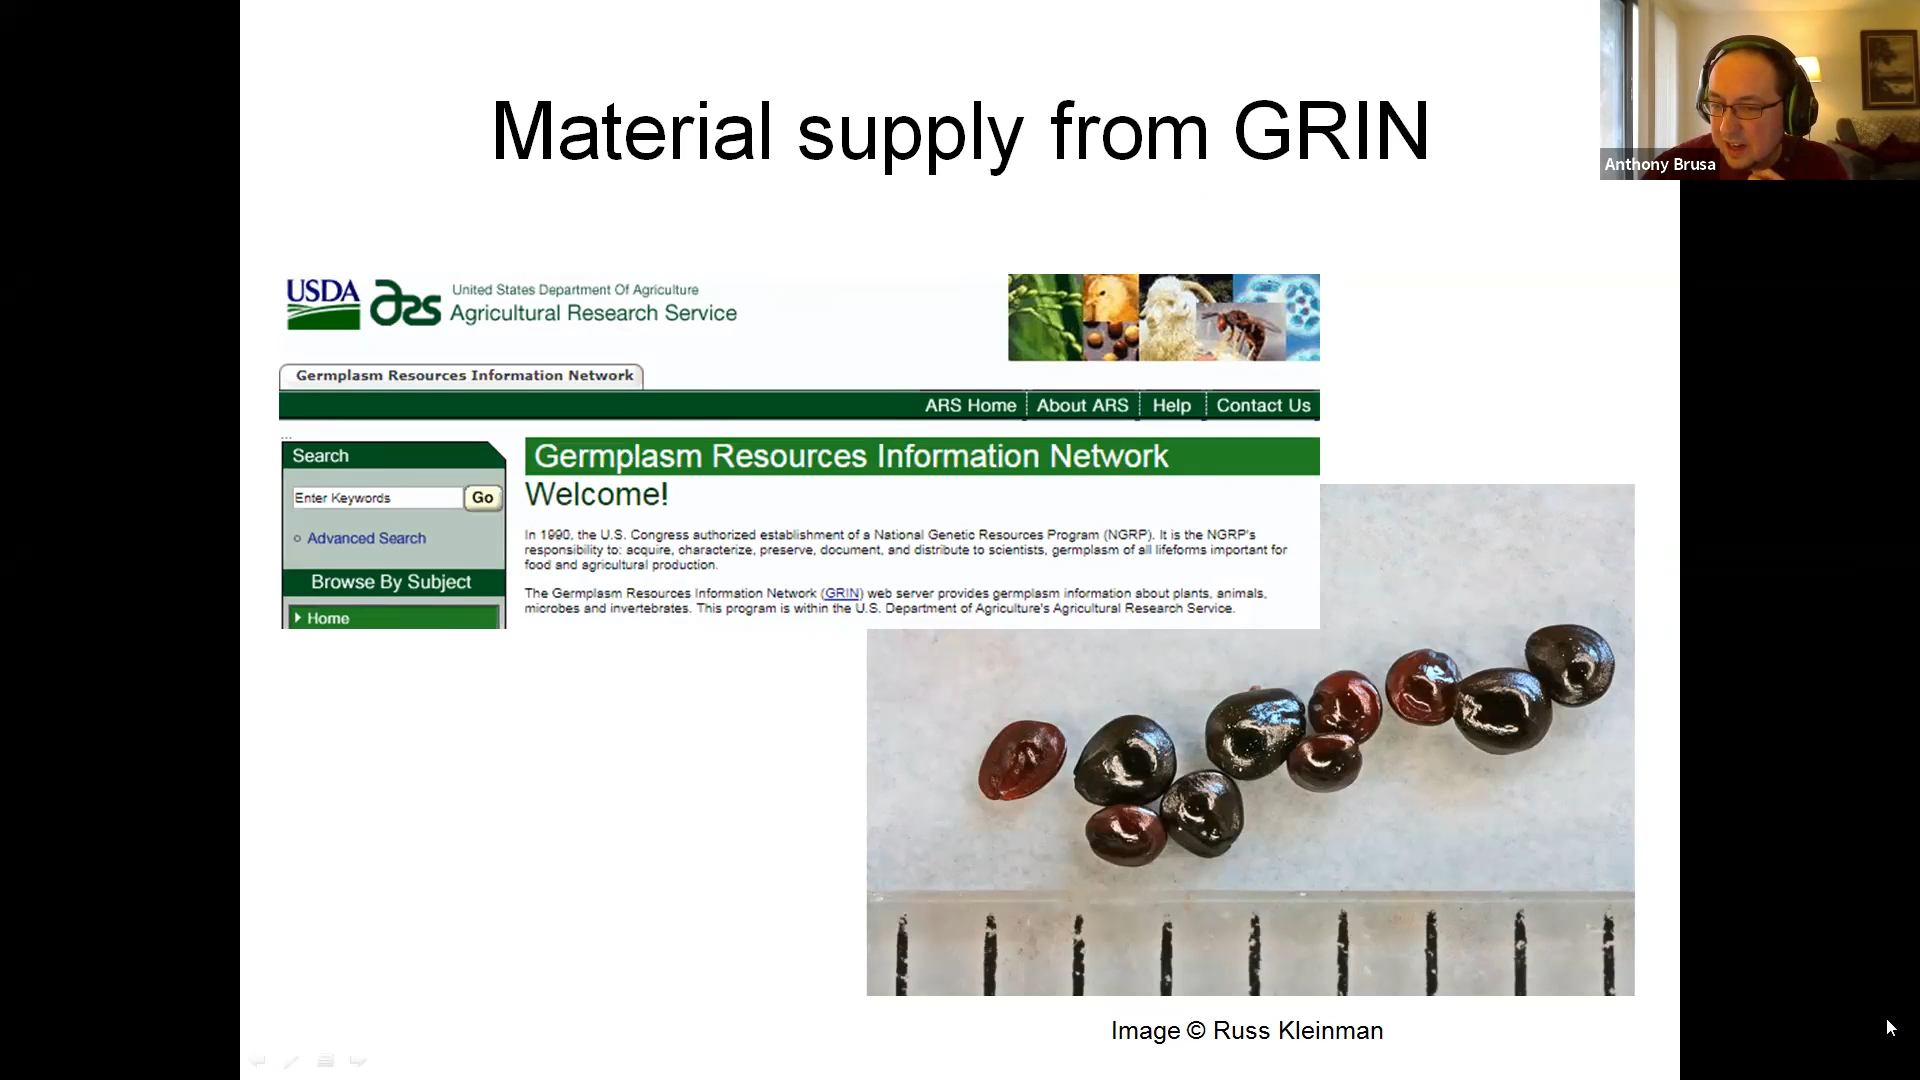 Material supply from GRIN
Anthony Brusa
USDA
ars
United States Department Of Agriculture
Agricultural Research Service
Germplasm Resources Information Network
ARS Home
About ARS
Help
Contact Us
Search
Enter Keywords
Go
Advanced Search
Browse By Subject
Home
Germplasm Resources Information Network
Welcome!
In 1990, the U.S. Congress authorized establishment of a National Genetic Resources Program (NGRP). It is the NGRP's
responsibility to: acquire, characterize, preserve, document, and distribute to scientists, germplasm of all lifeforms important for
food and agricultural production.
The Germplasm Resources Information Network (GRIN) web server provides germplasm information about plants, animals,
microbes and invertebrates. This program is within the U.S. Department of Agriculture's Agricultural Research Service.
Image © Russ Kleinman